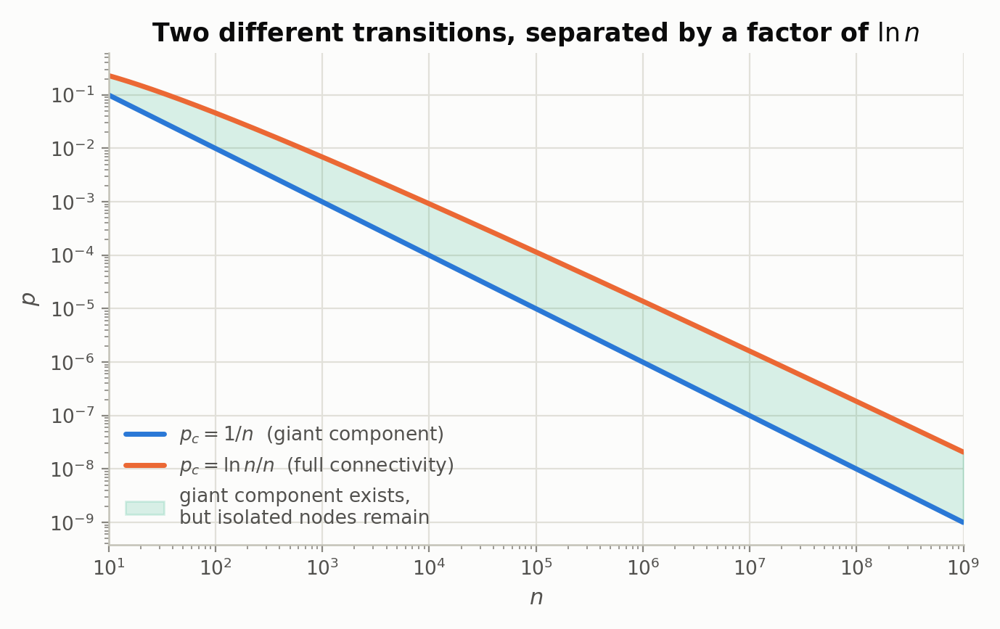 Two different transitions, separated by a factor of ln n
p
10⁻¹
10⁻²
10⁻³
10⁻⁴
10⁻⁵
10⁻⁶
10⁻⁷
10⁻⁸
10⁻⁹
p_c = 1/n (giant component)
p_c = ln n/n (full connectivity)
giant component exists,
but isolated nodes remain
10¹ 10² 10³ 10⁴ 10⁵ 10⁶ 10⁷ 10⁸ 10⁹
n